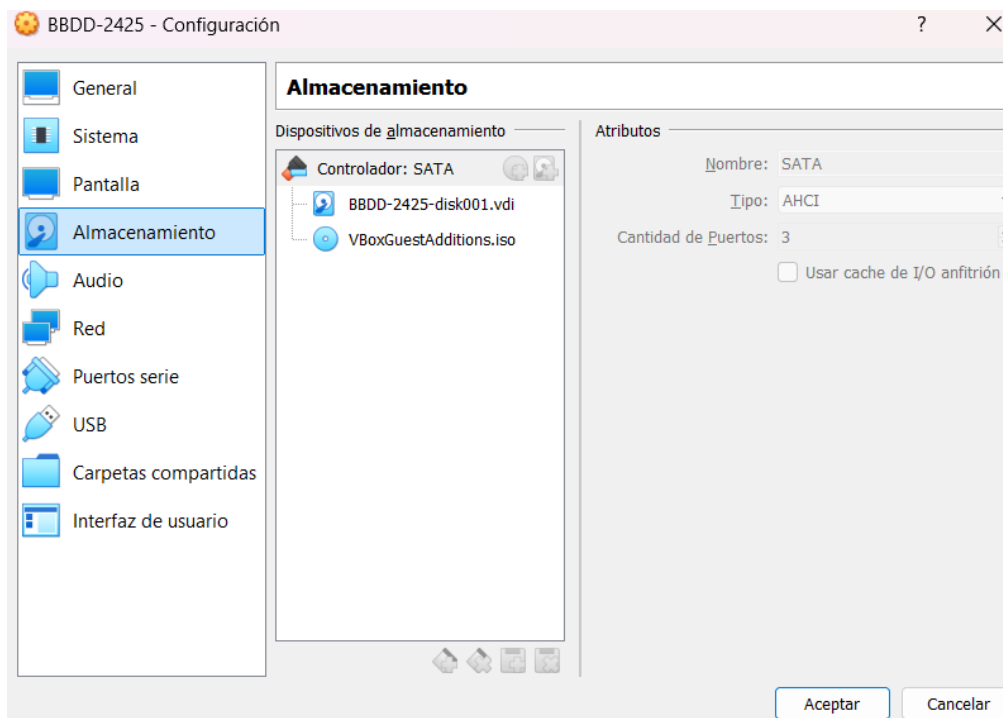 BBDD-2425 - Configuración
?
General
Sistema
Pantalla
Almacenamiento
Audio
Red
Puertos serie
USB
Carpetas compartidas
Interfaz de usuario
Almacenamiento
Dispositivos de almacenamiento
Controlador: SATA
BBDD-2425-disk001.vdi
VBoxGuestAdditions.iso
Atributos
Nombre: SATA
Tipo: AHCI
Cantidad de Puertos: 3
Usar cache de I/O anfitrión
Aceptar
Cancelar